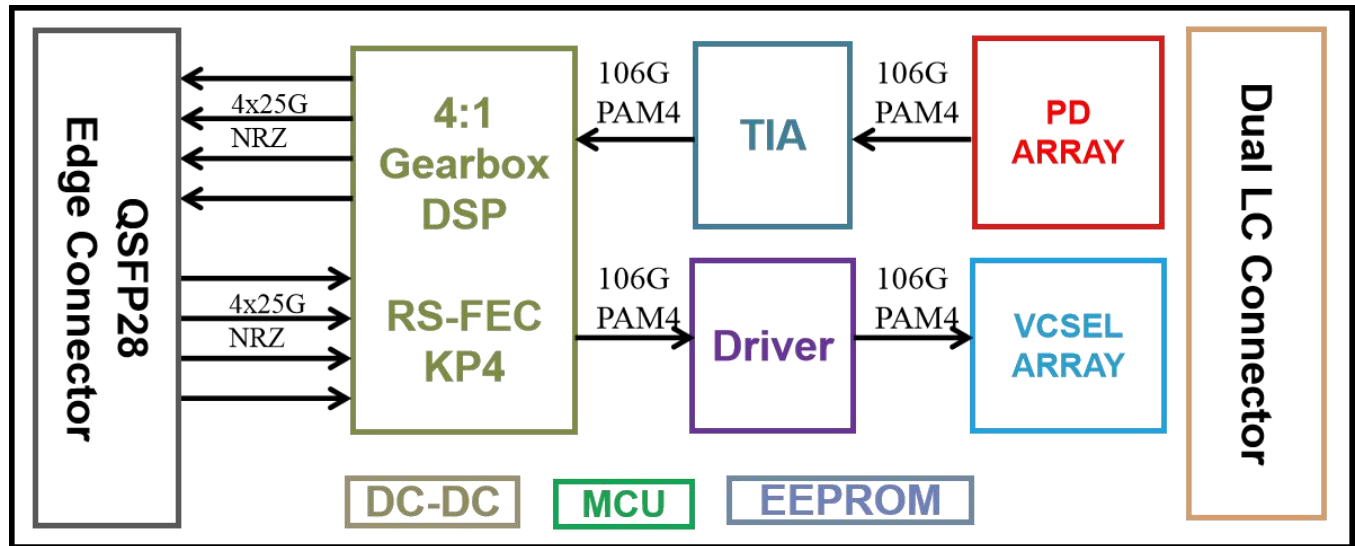 QSFP28
Edge Connector
4x25G
NRZ
4x25G
NRZ
4:1
Gearbox
DSP
RS-FEC
KP4
106G
PAM4
TIA
106G
PAM4
PD
ARRAY
106G
PAM4
Driver
106G
PAM4
VCSEL
ARRAY
Dual LC Connector
DC-DC
MCU
EEPROM